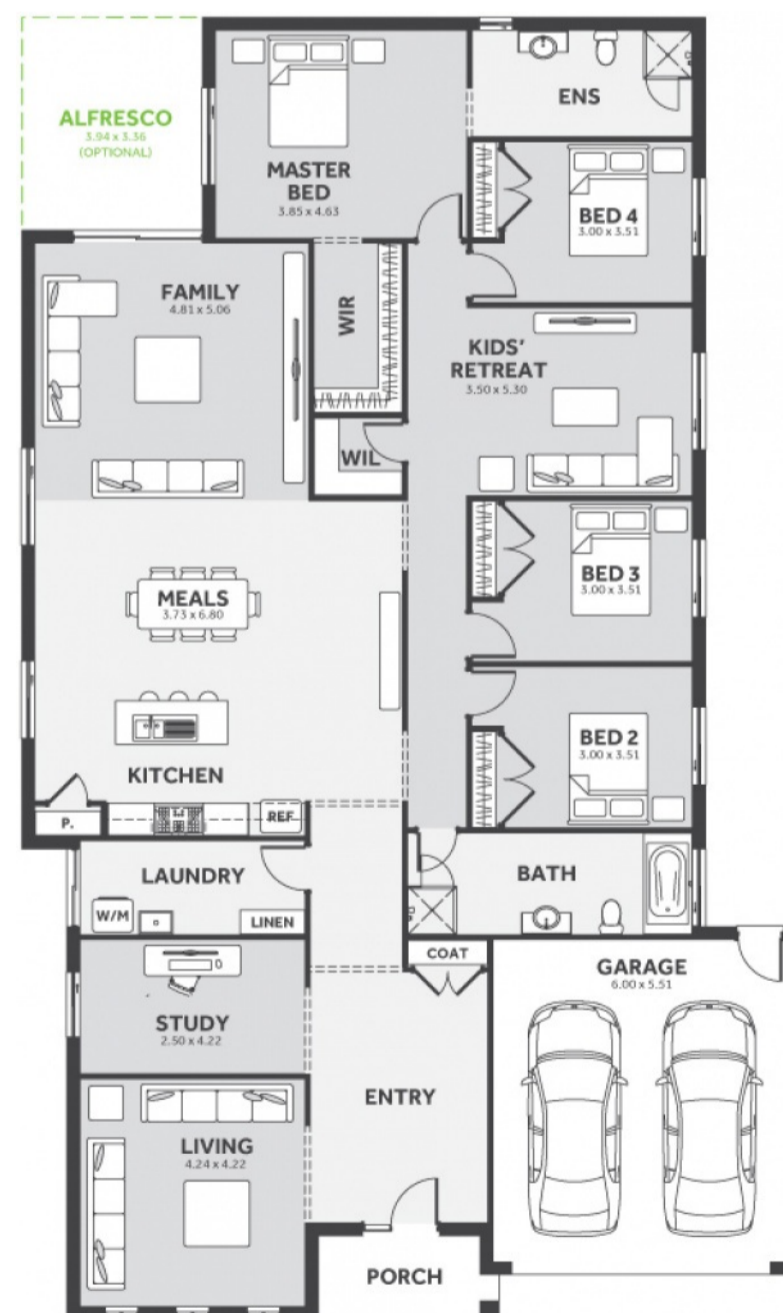 ENS
ALFRESCO
3.94 x 3.36
(OPTIONAL)
MASTER
BED
3.85 x 4.63
BED 4
3.00 x 3.51
FAMILY
4.81 x 5.06
WIR
KIDS'
RETREAT
3.50 x 5.30
WIL
MEALS
3.73 x 6.80
BED 3
3.00 x 3.51
BED 2
3.00 x 3.51
KITCHEN
P.
REF
LAUNDRY
BATH
W/M
LINEN
COAT
GARAGE
6.00 x 5.51
STUDY
2.50 x 4.22
ENTRY
LIVING
4.24 x 4.22
PORCH